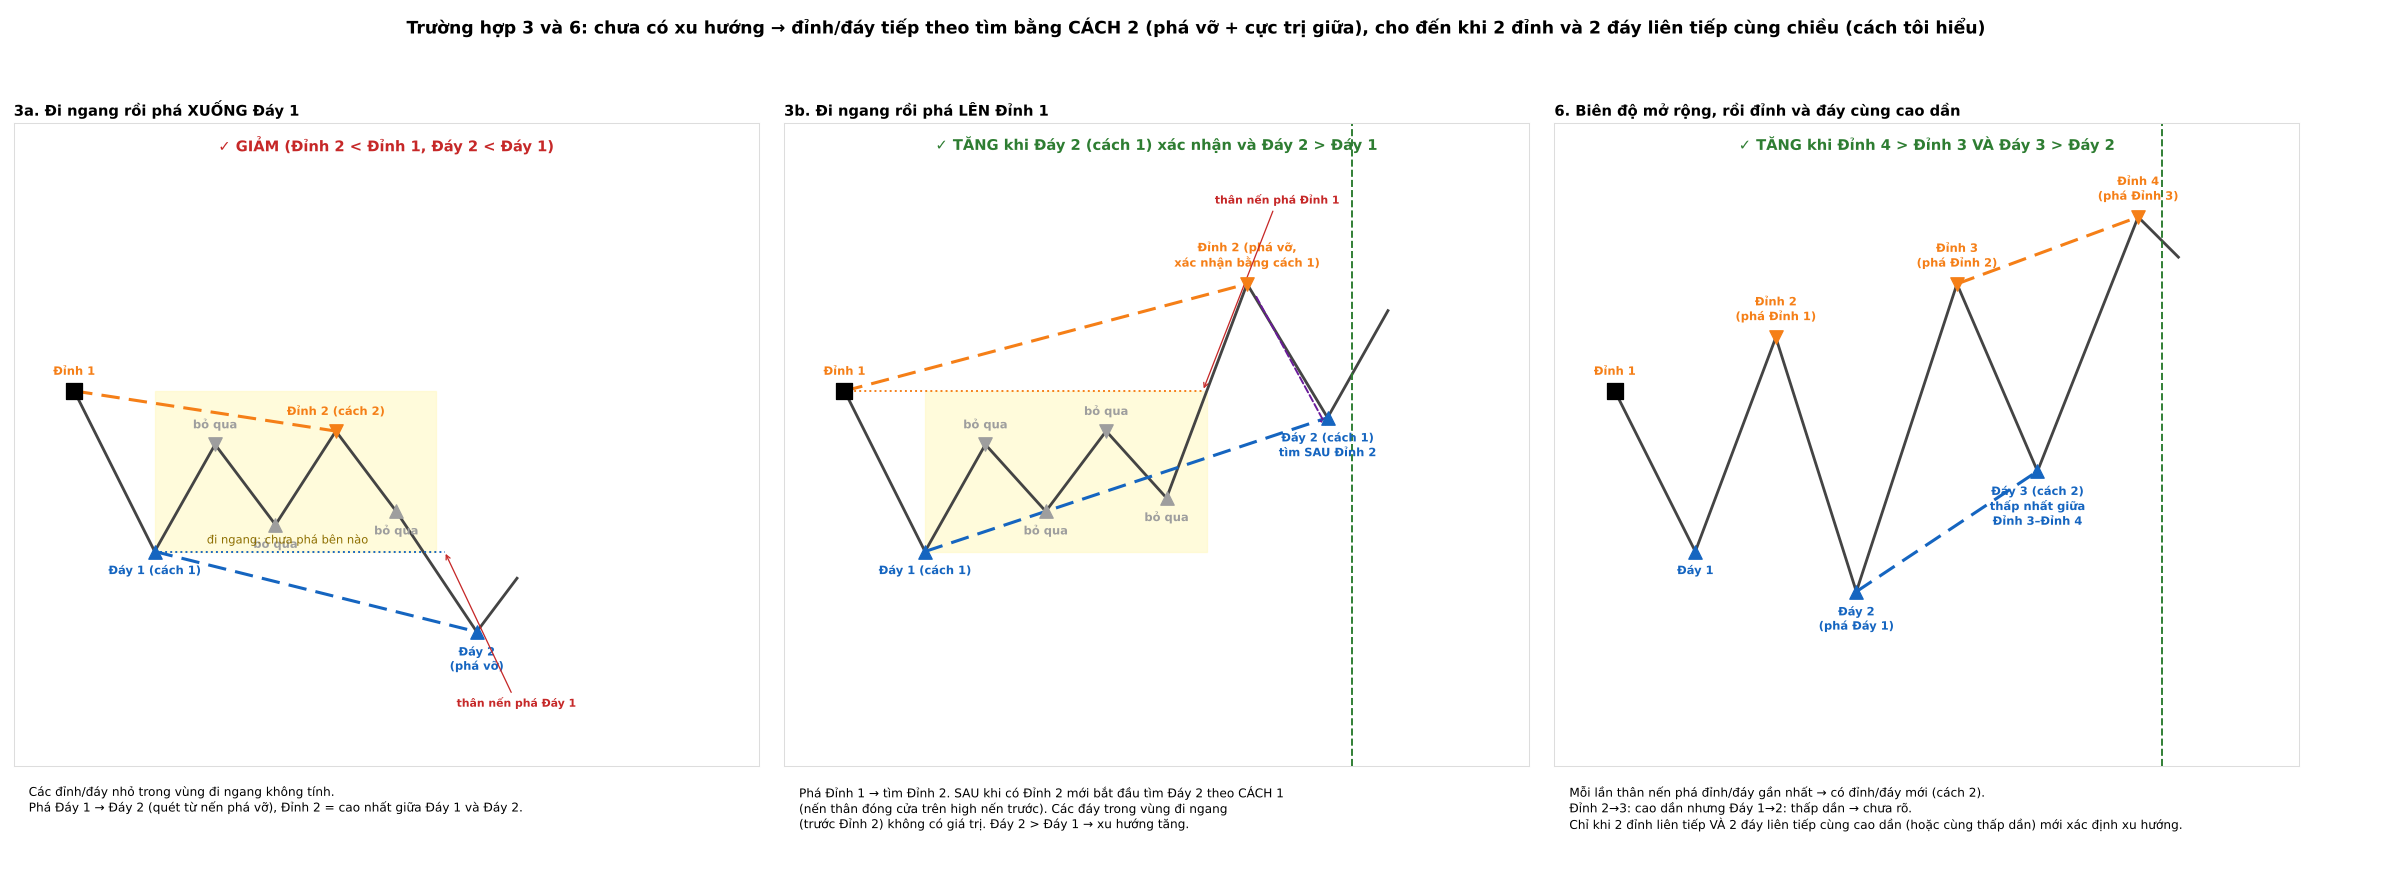 Trường hợp 3 và 6: chưa có xu hướng → đỉnh/đáy tiếp theo tìm bằng CÁCH 2 (phá vỡ + cực trị giữa), cho đến khi 2 đỉnh và 2 đáy liên tiếp cùng chiều (cách tôi hiểu)
3a. Đi ngang rồi phá XUỐNG Đáy 1
✓ GIẢM (Đỉnh 2 < Đỉnh 1, Đáy 2 < Đáy 1)
Đỉnh 1
Đỉnh 2 (cách 2)
bỏ qua
bỏ qua
đi ngang: chưa phá bên nào
bỏ qua
Đáy 1 (cách 1)
Đáy 2
(phá vỡ)
thân nến phá Đáy 1
Các đỉnh/đáy nhỏ trong vùng đi ngang không tính.
Phá Đáy 1 → Đáy 2 (quét từ nến phá vỡ), Đỉnh 2 = cao nhất giữa Đáy 1 và Đáy 2.
3b. Đi ngang rồi phá LÊN Đỉnh 1
✓ TĂNG khi Đáy 2 (cách 1) xác nhận và Đáy 2 > Đáy 1
thân nến phá Đỉnh 1
Đỉnh 2 (phá vỡ,
xác nhận bằng cách 1)
Đỉnh 1
bỏ qua
bỏ qua
Đáy 2 (cách 1)
tìm SAU Đỉnh 2
bỏ qua
bỏ qua
Đáy 1 (cách 1)
Phá Đỉnh 1 → tìm Đỉnh 2. SAU khi có Đỉnh 2 mới bắt đầu tìm Đáy 2 theo CÁCH 1
(nến thân đóng cửa trên high nến trước). Các đáy trong vùng đi ngang
(trước Đỉnh 2) không có giá trị. Đáy 2 > Đáy 1 → xu hướng tăng.
6. Biên độ mở rộng, rồi đỉnh và đáy cùng cao dần
✓ TĂNG khi Đỉnh 4 > Đỉnh 3 VÀ Đáy 3 > Đáy 2
Đỉnh 4
(phá Đỉnh 3)
Đỉnh 3
(phá Đỉnh 2)
Đỉnh 2
(phá Đỉnh 1)
Đỉnh 1
Đáy 3 (cách 2)
thấp nhất giữa
Đỉnh 3–Đỉnh 4
Đáy 1
Đáy 2
(phá Đáy 1)
Mỗi lần thân nến phá đỉnh/đáy gần nhất → có đỉnh/đáy mới (cách 2).
Đỉnh 2→3: cao dần nhưng Đáy 1→2: thấp dần → chưa rõ.
Chỉ khi 2 đỉnh liên tiếp VÀ 2 đáy liên tiếp cùng cao dần (hoặc cùng thấp dần) mới xác định xu hướng.